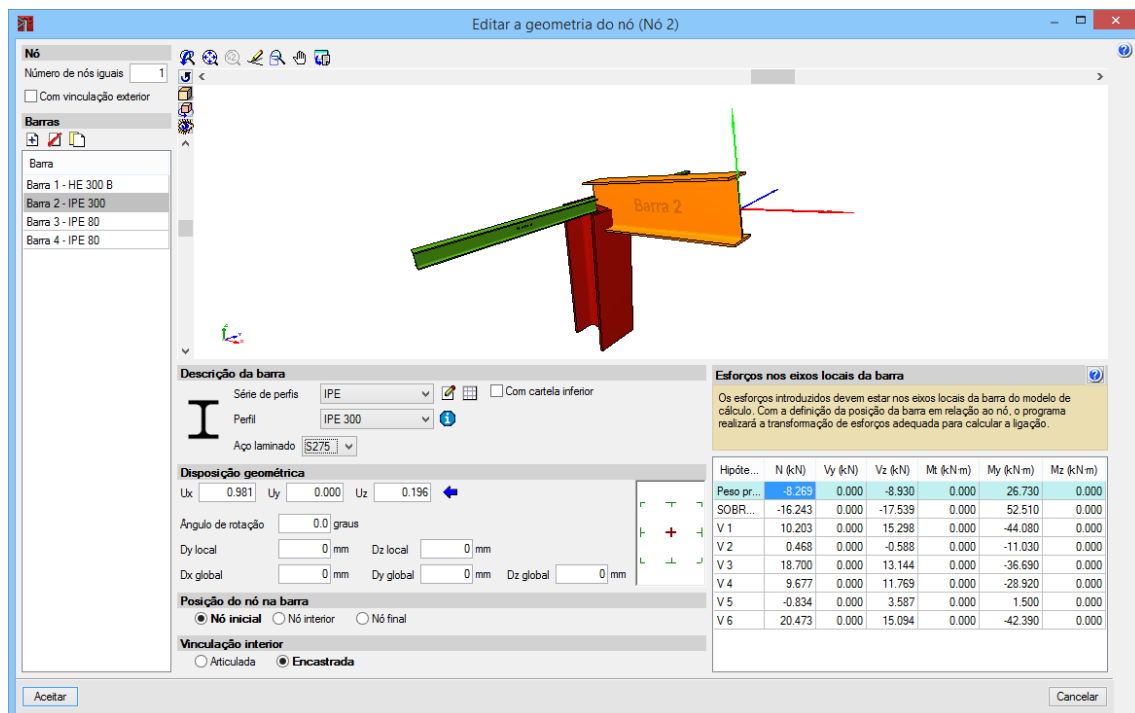 Editar a geometria do nó (Nó 2)
Nó
Número de nós iguais 1
Com vinculação exterior
Barras
Barra
Barra 1 - HE 300 B
Barra 2 - IPE 300
Barra 3 - IPE 80
Barra 4 - IPE 80
Barra 2
Descrição da barra
Série de perfis IPE Com cartela inferior
Perfil IPE 300
Aço laminado S275
Disposição geométrica
Ux 0.981 Uy 0.000 Uz 0.196
Ângulo de rotação 0.0 graus
Dy local 0 mm Dz local 0 mm
Dx global 0 mm Dy global 0 mm Dz global 0 mm
Posição do nó na barra
Nó inicial Nó interior Nó final
Vinculação interior
Articulada Encastrada
Esforços nos eixos locais da barra
Os esforços introduzidos devem estar nos eixos locais da barra do modelo de
cálculo. Com a definição da posição da barra em relação ao nó, o programa
realizará a transformação de esforços adequada para calcular a ligação.
Hipóte... N (kN) Vy (kN) Vz (kN) Mt (kN·m) My (kN·m) Mz (kN·m)
Peso pr... -8.269 0.000 -8.930 0.000 26.730 0.000
SOBR... -16.243 0.000 -17.539 0.000 52.510 0.000
V 1 10.203 0.000 15.298 0.000 -44.080 0.000
V 2 0.468 0.000 -0.588 0.000 -11.030 0.000
V 3 18.700 0.000 13.144 0.000 -36.690 0.000
V 4 9.677 0.000 11.769 0.000 -28.920 0.000
V 5 -0.834 0.000 3.587 0.000 1.500 0.000
V 6 20.473 0.000 15.094 0.000 -42.390 0.000
Aceitar Cancelar